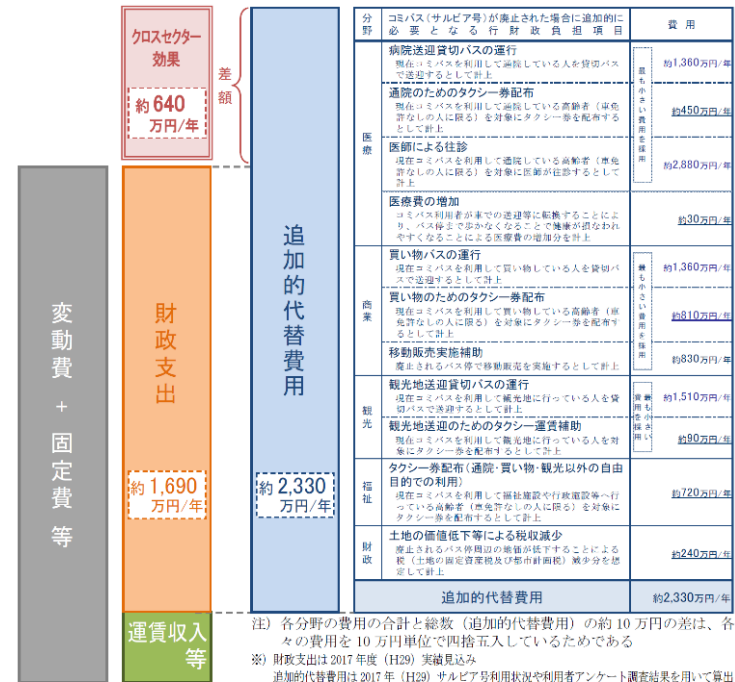 クロスセクター
効果
約640
万円/年
差
額
変動費 + 固定費 等
財政支出
約1,690
万円/年
運賃収入
等
追加的代替費用
約2,330
万円/年
分野
コミバス(サルビア号)が廃止された場合に追加的に
必要となる行財政負担項目
費用
医療
病院送迎貸切バスの運行
現在コミバスを利用して通院している人を貸切バス
で送迎するとして計上
約1,360万円/年
通院のためのタクシー券配布
現在コミバスを利用して通院している高齢者(車免
許なしの人に限る)を対象にタクシー券を配布する
として計上
約450万円/年
医師による往診
現在コミバスを利用して通院している高齢者(車免
許なしの人に限る)を対象に医師が往診するとして
計上
約2,880万円/年
最も小さい費用を採用
医療費の増加
コミバス利用者が車での送迎等に転換することによ
り、バス停まで歩かなくなることで健康が損なわれ
やすくなることによる医療費の増加分を計上
約30万円/年
商業
買い物バスの運行
現在コミバスを利用して買い物している人を貸切バ
スで送迎するとして計上
約1,360万円/年
買い物のためのタクシー券配布
現在コミバスを利用して買い物している高齢者(車
免許なしの人に限る)を対象にタクシー券を配布す
るとして計上
約810万円/年
移動販売実施補助
廃止されるバス停で移動販売を実施するとして計上
約830万円/年
最も小さい費用を採用
観光
観光地送迎貸切バスの運行
現在コミバスを利用して観光地に行っている人を貸
切バスで送迎するとして計上
約1,510万円/年
観光地送迎のためのタクシー運賃補助
現在コミバスを利用して観光地に行っている人を対
象にタクシー券を配布するとして計上
約90万円/年
最も小さい
費用を採用
福祉
タクシー券配布(通院・買い物・観光以外の自由
目的での利用)
現在コミバスを利用して福祉施設や行政施設等へ行
っている高齢者(車免許なしの人に限る)を対象に
タクシー券を配布するとして計上
約720万円/年
財政
土地の価値低下等による税収減少
廃止されるバス停周辺の地価が低下することによる
税(土地の固定資産税及び都市計画税)減少分を想
定して計上
約240万円/年
追加的代替費用
約2,330万円/年
注)各分野の費用の合計と総数(追加的代替費用)の約10万円の差は、各
々の費用を10万円単位で四捨五入しているためである
※)財政支出は2017年度(H29)実績見込み
追加的代替費用は2017年(H29)サルビア号利用状況や利用者アンケート調査結果を用いて算出